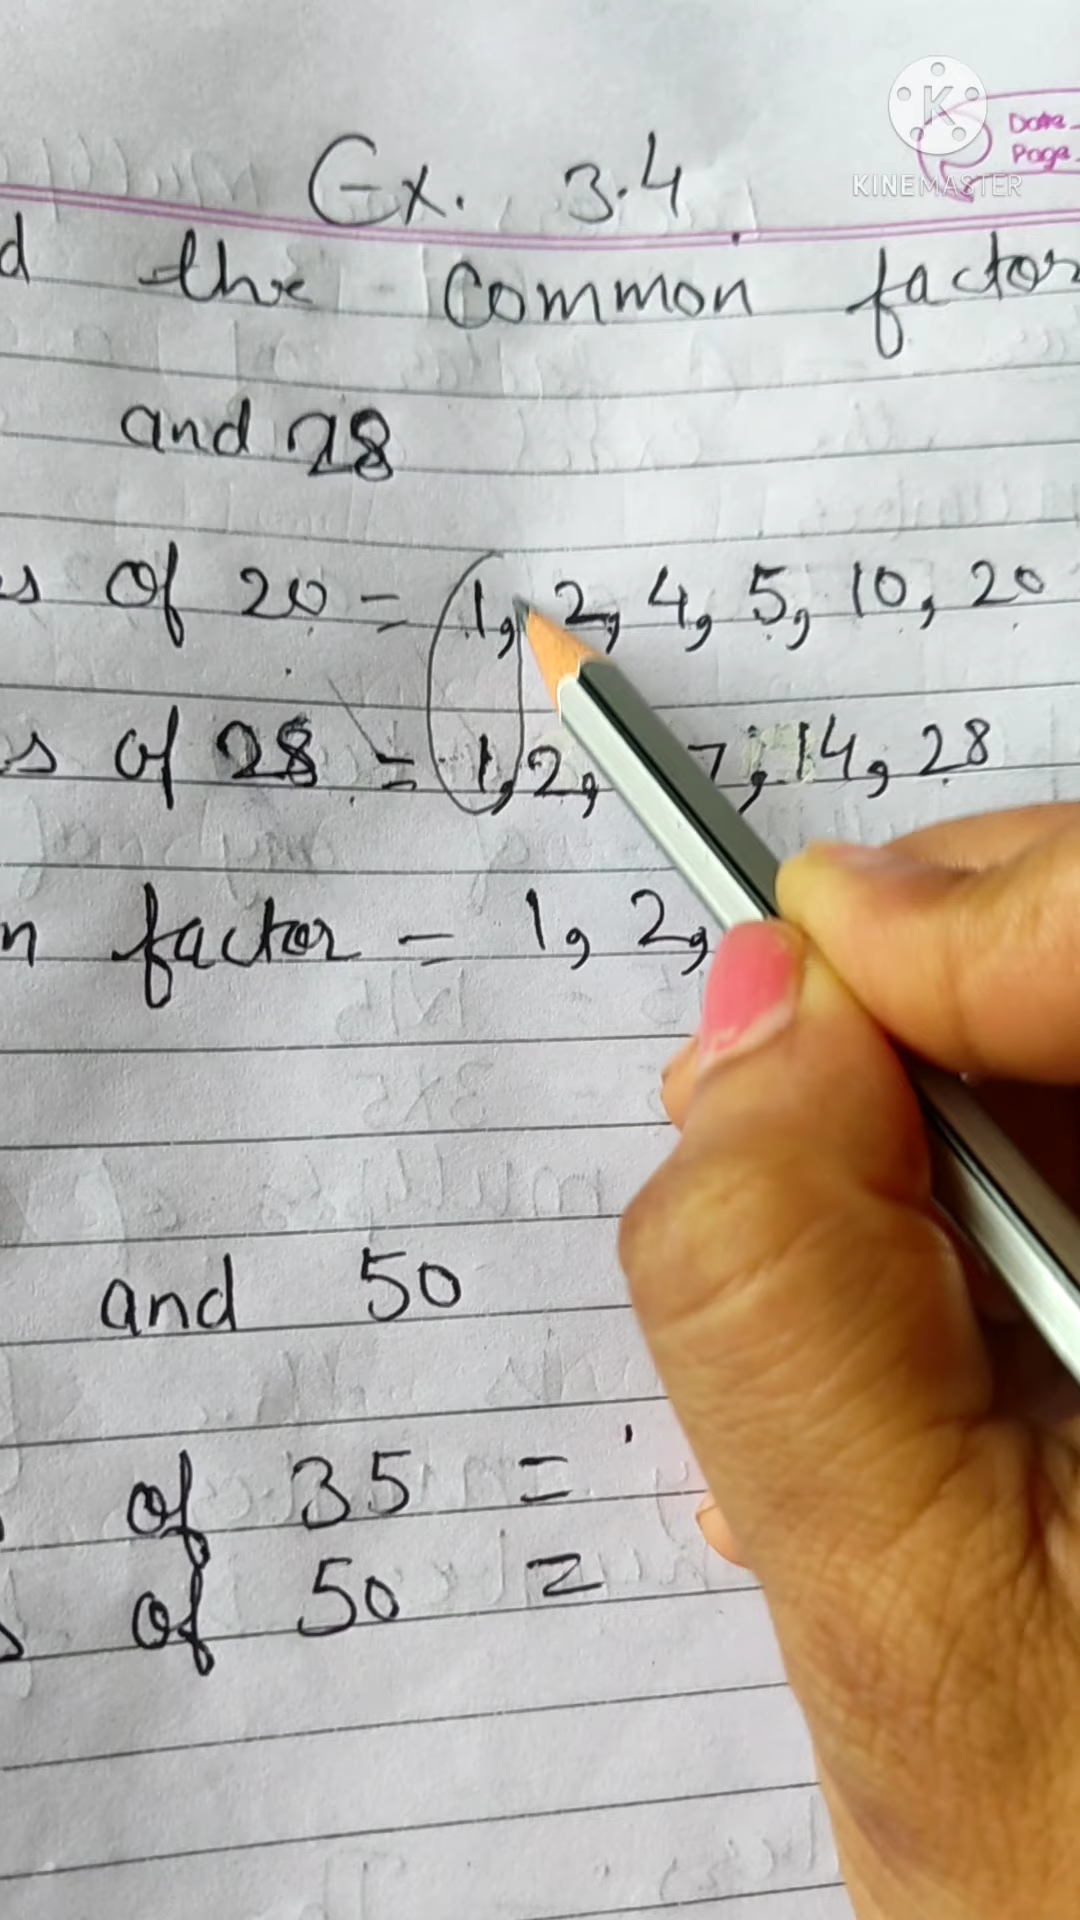 Date
Page
KINEMASTER
Ex. 3.4
the common factor
and 28
of 20 = 1, 2, 4, 5, 10, 20
of 28 = 1, 2, 7, 14, 28
factor = 1, 2,
and 50
of 35 =
of 50 =